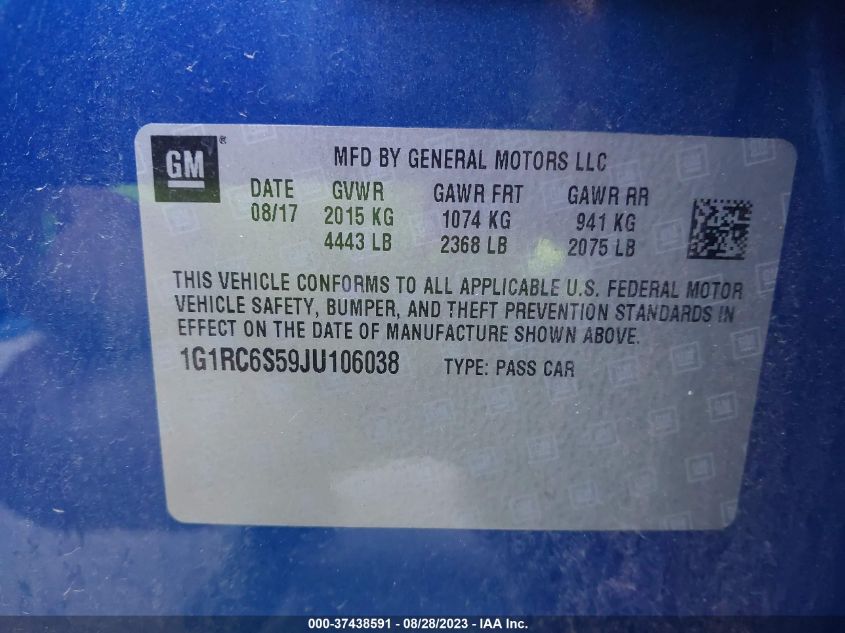 GM®
MFD BY GENERAL MOTORS LLC
DATE GVWR GAWR FRT GAWR RR
08/17 2015 KG 1074 KG 941 KG
4443 LB 2368 LB 2075 LB
THIS VEHICLE CONFORMS TO ALL APPLICABLE U.S. FEDERAL MOTOR
VEHICLE SAFETY, BUMPER, AND THEFT PREVENTION STANDARDS IN
EFFECT ON THE DATE OF MANUFACTURE SHOWN ABOVE.
1G1RC6S59JU106038 TYPE: PASS CAR
000-37438591 - 08/28/2023 - IAA Inc.